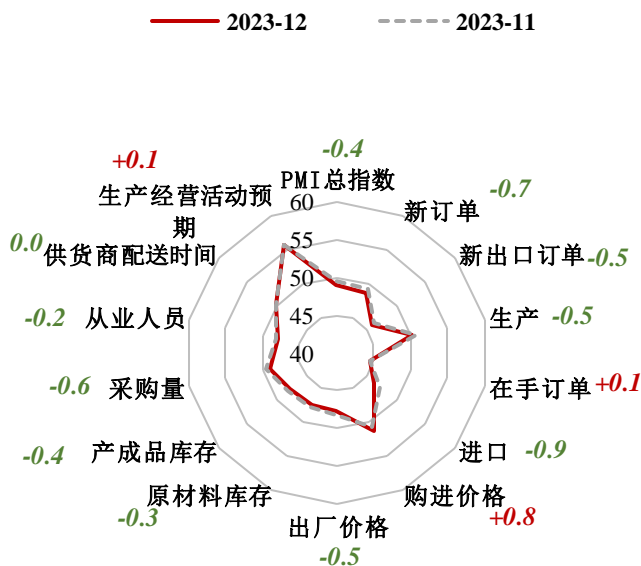 2023-12
2023-11
-0.4
PMI总指数
-0.7
新订单
新出口订单
-0.5
生产
-0.5
在手订单
+0.1
进口
-0.9
购进价格
+0.8
出厂价格
-0.5
原材料库存
-0.3
产成品库存
-0.4
采购量
-0.6
从业人员
-0.2
供货商配送时间
0.0
生产经营活动预
期
+0.1
60
55
50
45
40